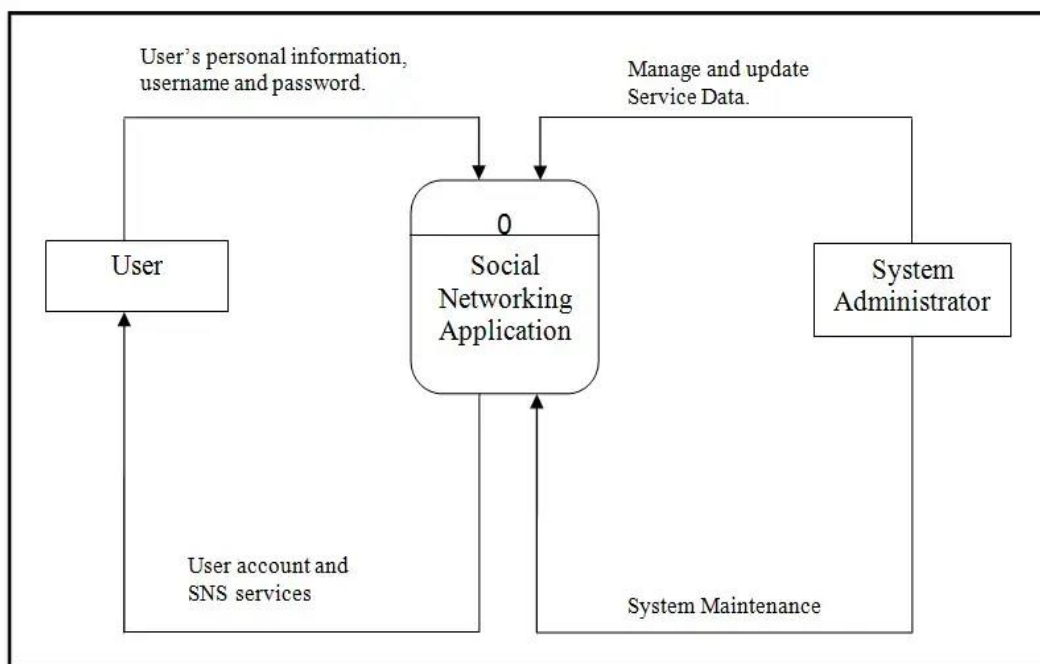 User’s personal information,
username and password.
Manage and update
Service Data.
0
User
Social
Networking
Application
System
Administrator
User account and
SNS services
System Maintenance